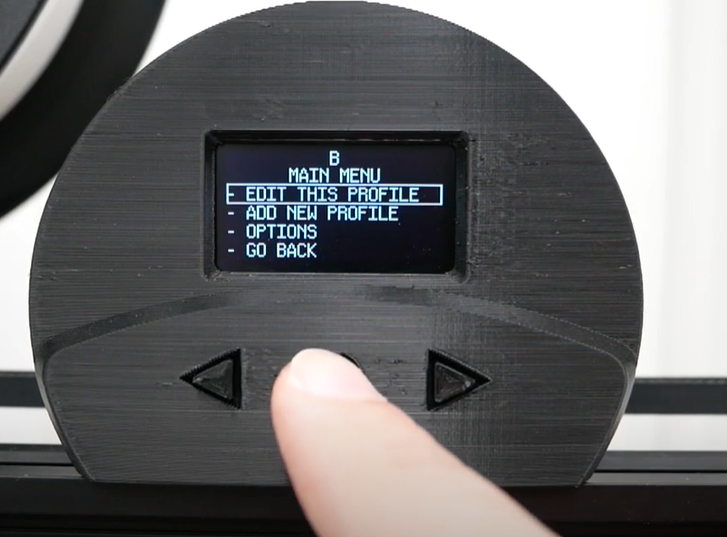 B
MAIN MENU
- EDIT THIS PROFILE
- ADD NEW PROFILE
- OPTIONS
- GO BACK